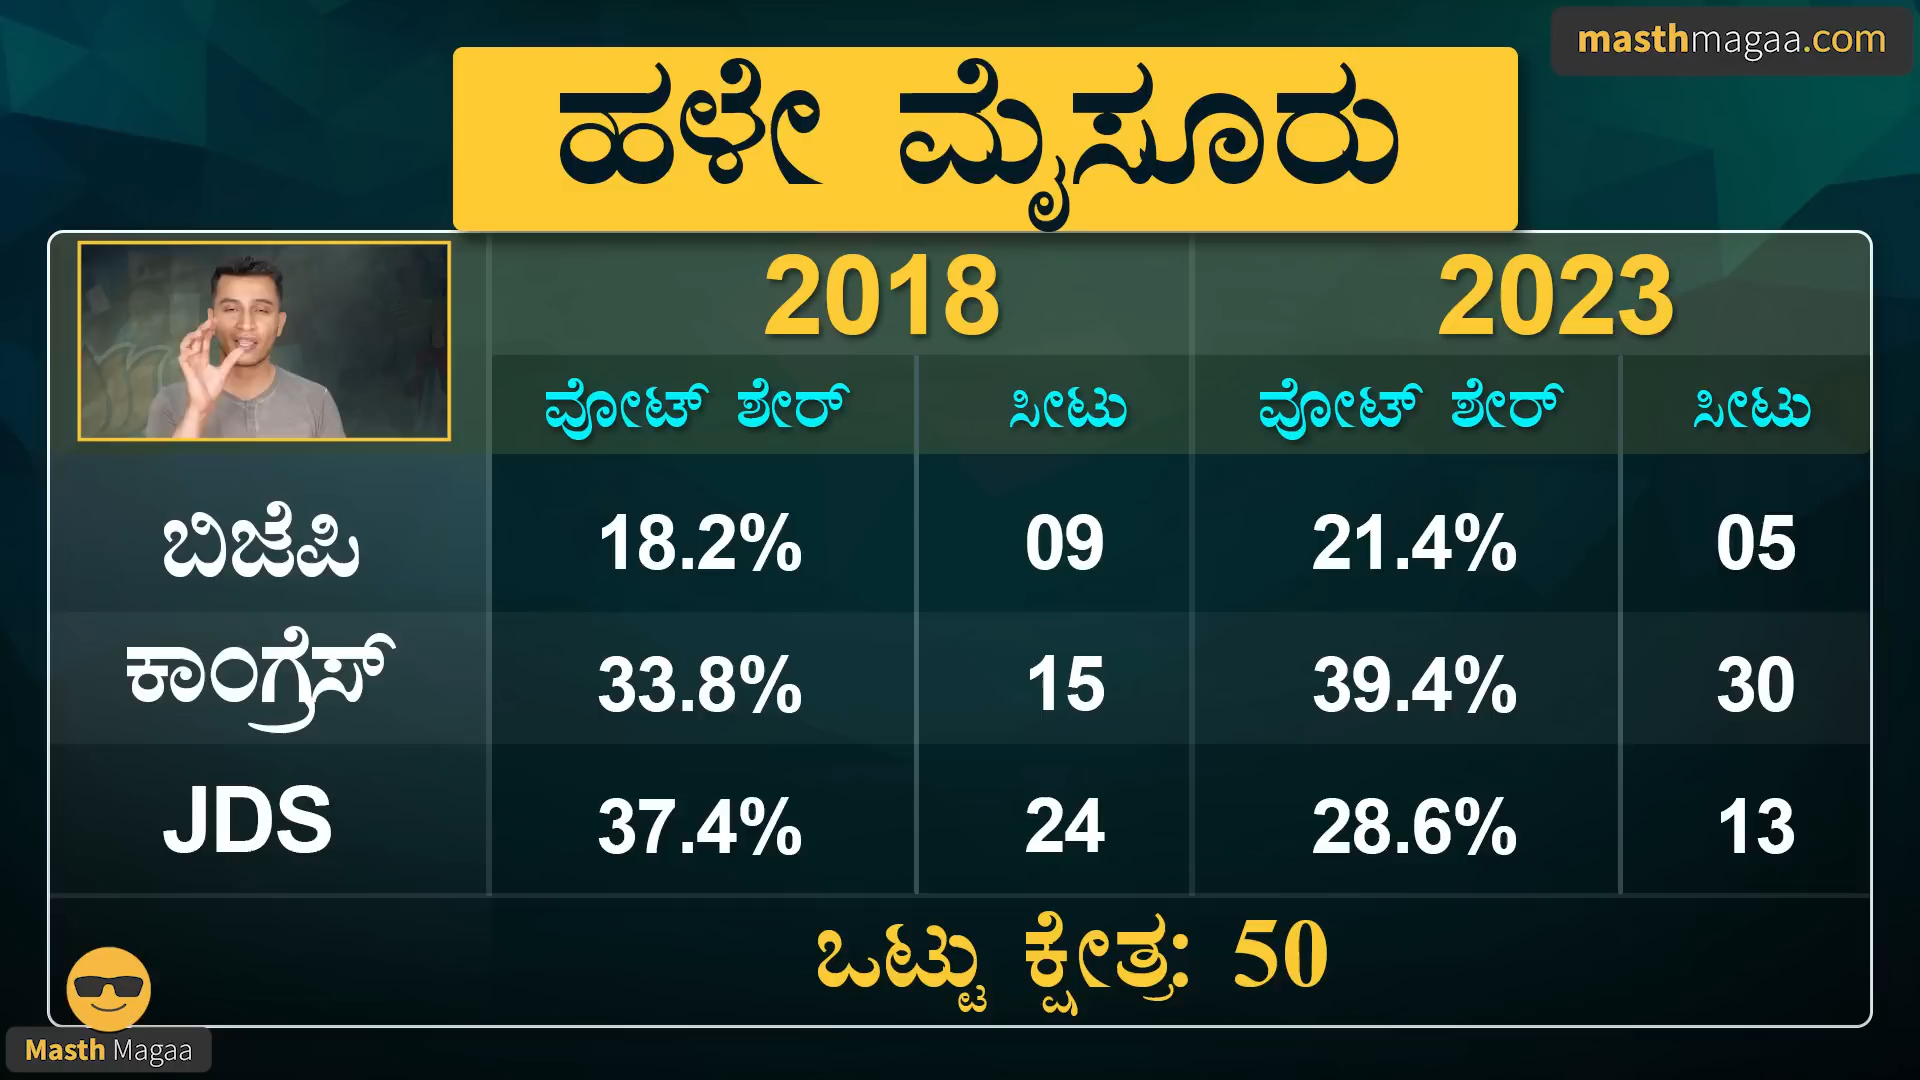 masthmagaa.com
ಹಳೇ ಮೈಸೂರು
2018 2023
ವೋಟ್ ಶೇರ್ ಸೀಟು ವೋಟ್ ಶೇರ್ ಸೀಟು
ಬಿಜೆಪಿ 18.2% 09 21.4% 05
ಕಾಂಗ್ರೆಸ್ 33.8% 15 39.4% 30
JDS 37.4% 24 28.6% 13
ಒಟ್ಟು ಕ್ಷೇತ್ರ: 50
Masth Magaa